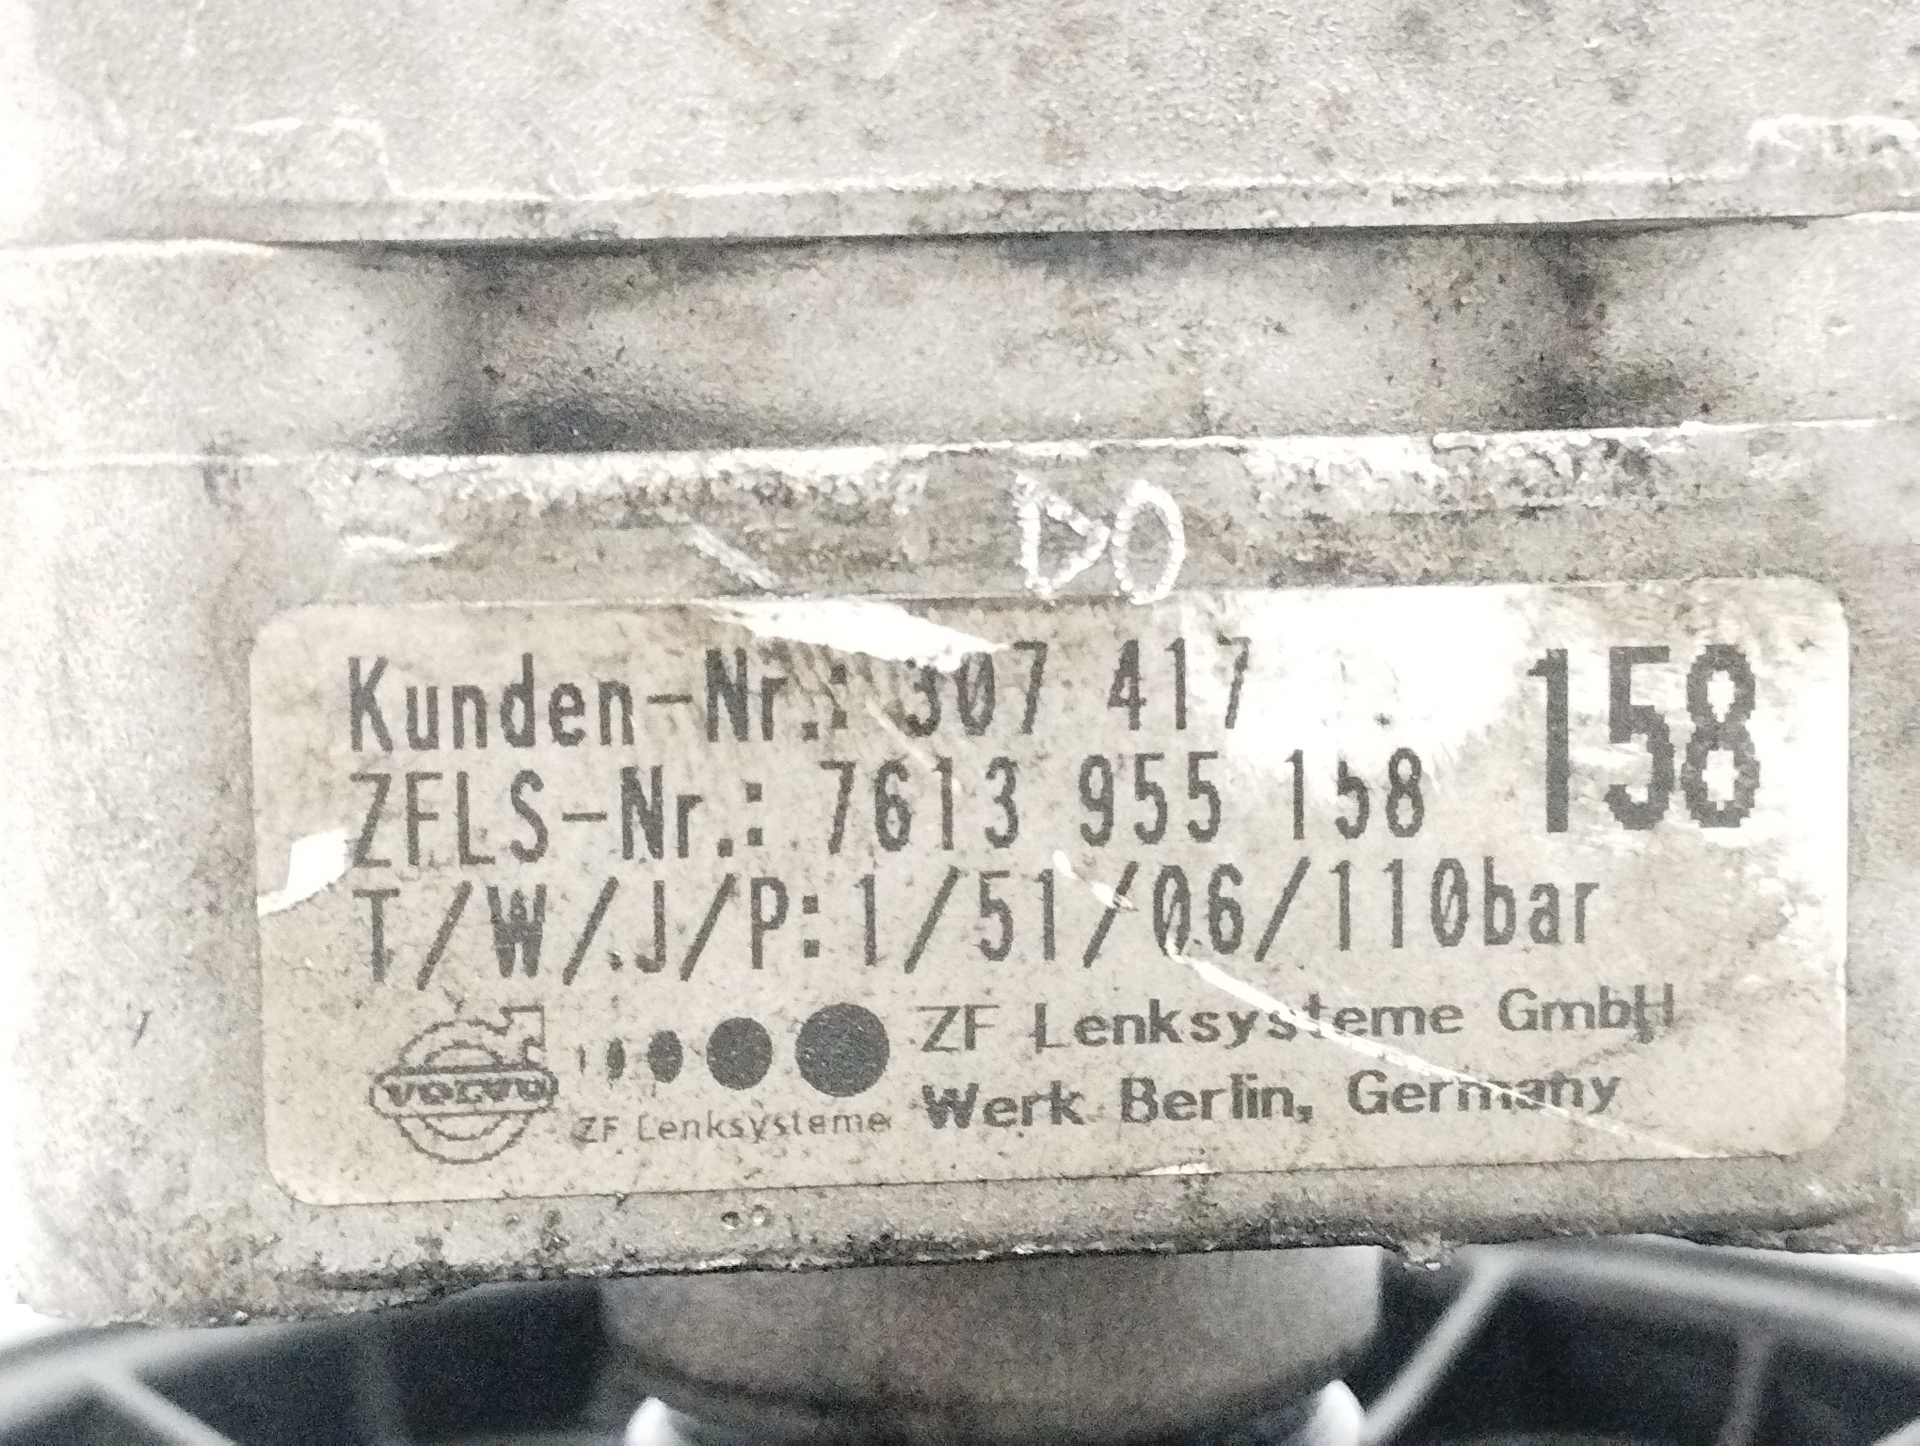 DO
Kunden-Nr.: 307 417
158
ZFLS-Nr.: 7613 955 158
T/W/J/P:1/51/06/110bar
VOLVO
ZF Lenksysteme
ZF Lenksysteme GmbH
Werk Berlin, Germany